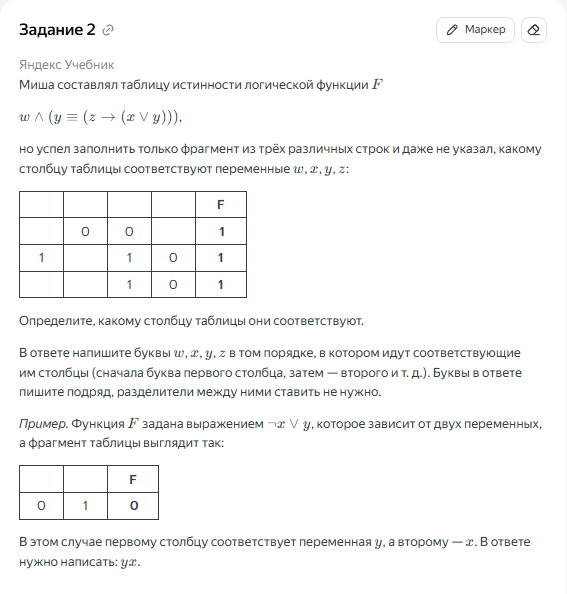 Задание 2
Маркер
Яндекс Учебник
Миша составлял таблицу истинности логической функции F
w ∧ (y ≡ (z → (x ∨ y))),
но успел заполнить только фрагмент из трёх различных строк и даже не указал, какому
столбцу таблицы соответствуют переменные w, x, y, z:
F
0 0 1
1 1 0 1
1 0 1
Определите, какому столбцу таблицы они соответствуют.
В ответе напишите буквы w, x, y, z в том порядке, в котором идут соответствующие
им столбцы (сначала буква первого столбца, затем — второго и т. д.). Буквы в ответе
пишите подряд, разделители между ними ставить не нужно.
Пример. Функция F задана выражением ¬x ∨ y, которое зависит от двух переменных,
а фрагмент таблицы выглядит так:
F
0 1 0
В этом случае первому столбцу соответствует переменная y, а второму — x. В ответе
нужно написать: yx.